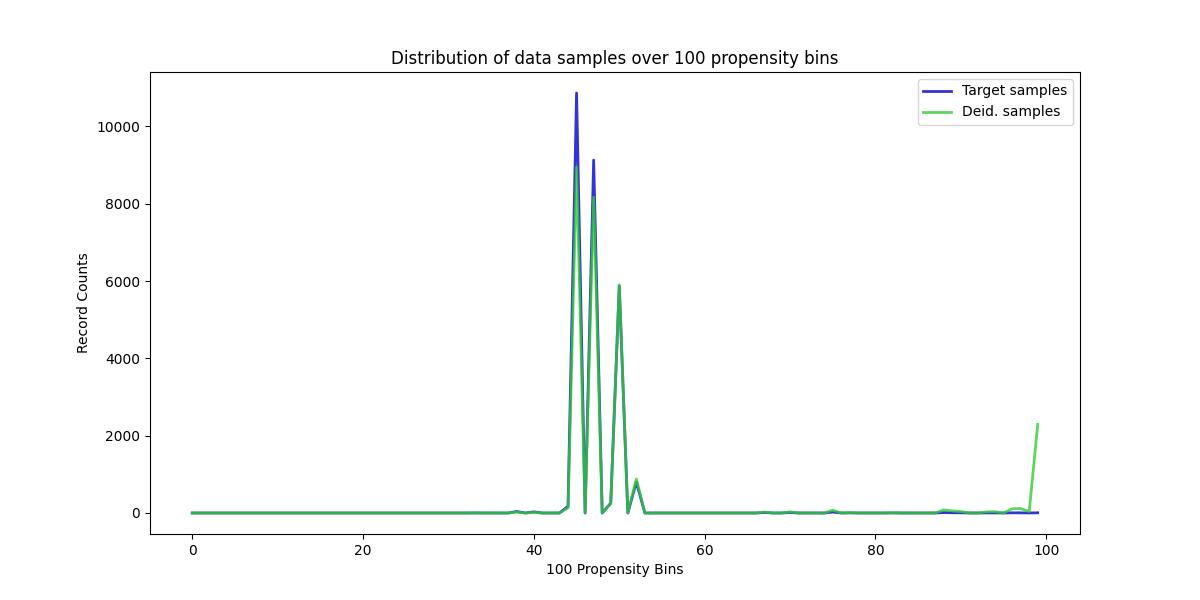 Distribution of data samples over 100 propensity bins
Target samples
Deid. samples
10000
8000
6000
4000
2000
0
Record Counts
0 20 40 60 80 100
100 Propensity Bins